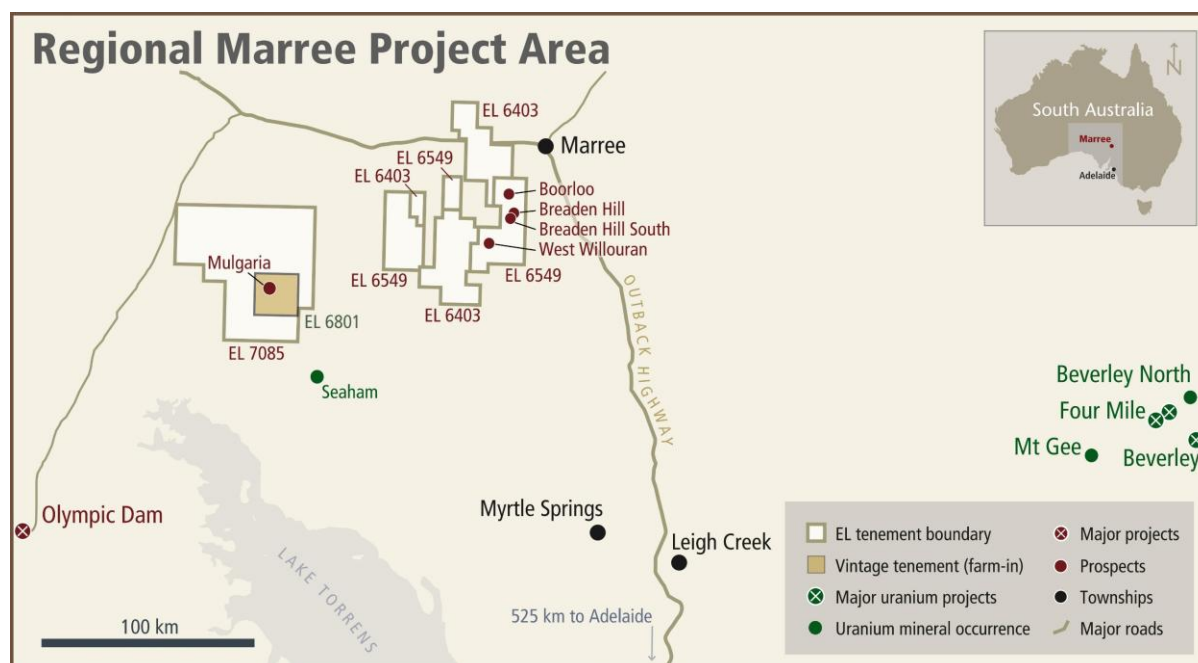 Regional Marree Project Area
N
South Australia
Marree
Adelaide
EL 6403
Marree
EL 6549
EL 6403
Boorloo
Breaden Hill
Breaden Hill South
West Willouran
Mulgaria
EL 6549
EL 6549
EL 6403
EL 6801
EL 7085
OUTBACK HIGHWAY
Seaham
Beverley North
Four Mile
Mt Gee
Beverley
Olympic Dam
Myrtle Springs
Leigh Creek
LAKE TORRENS
525 km to Adelaide
100 km
EL tenement boundary
Vintage tenement (farm-in)
Major uranium projects
Uranium mineral occurrence
Major projects
Prospects
Townships
Major roads